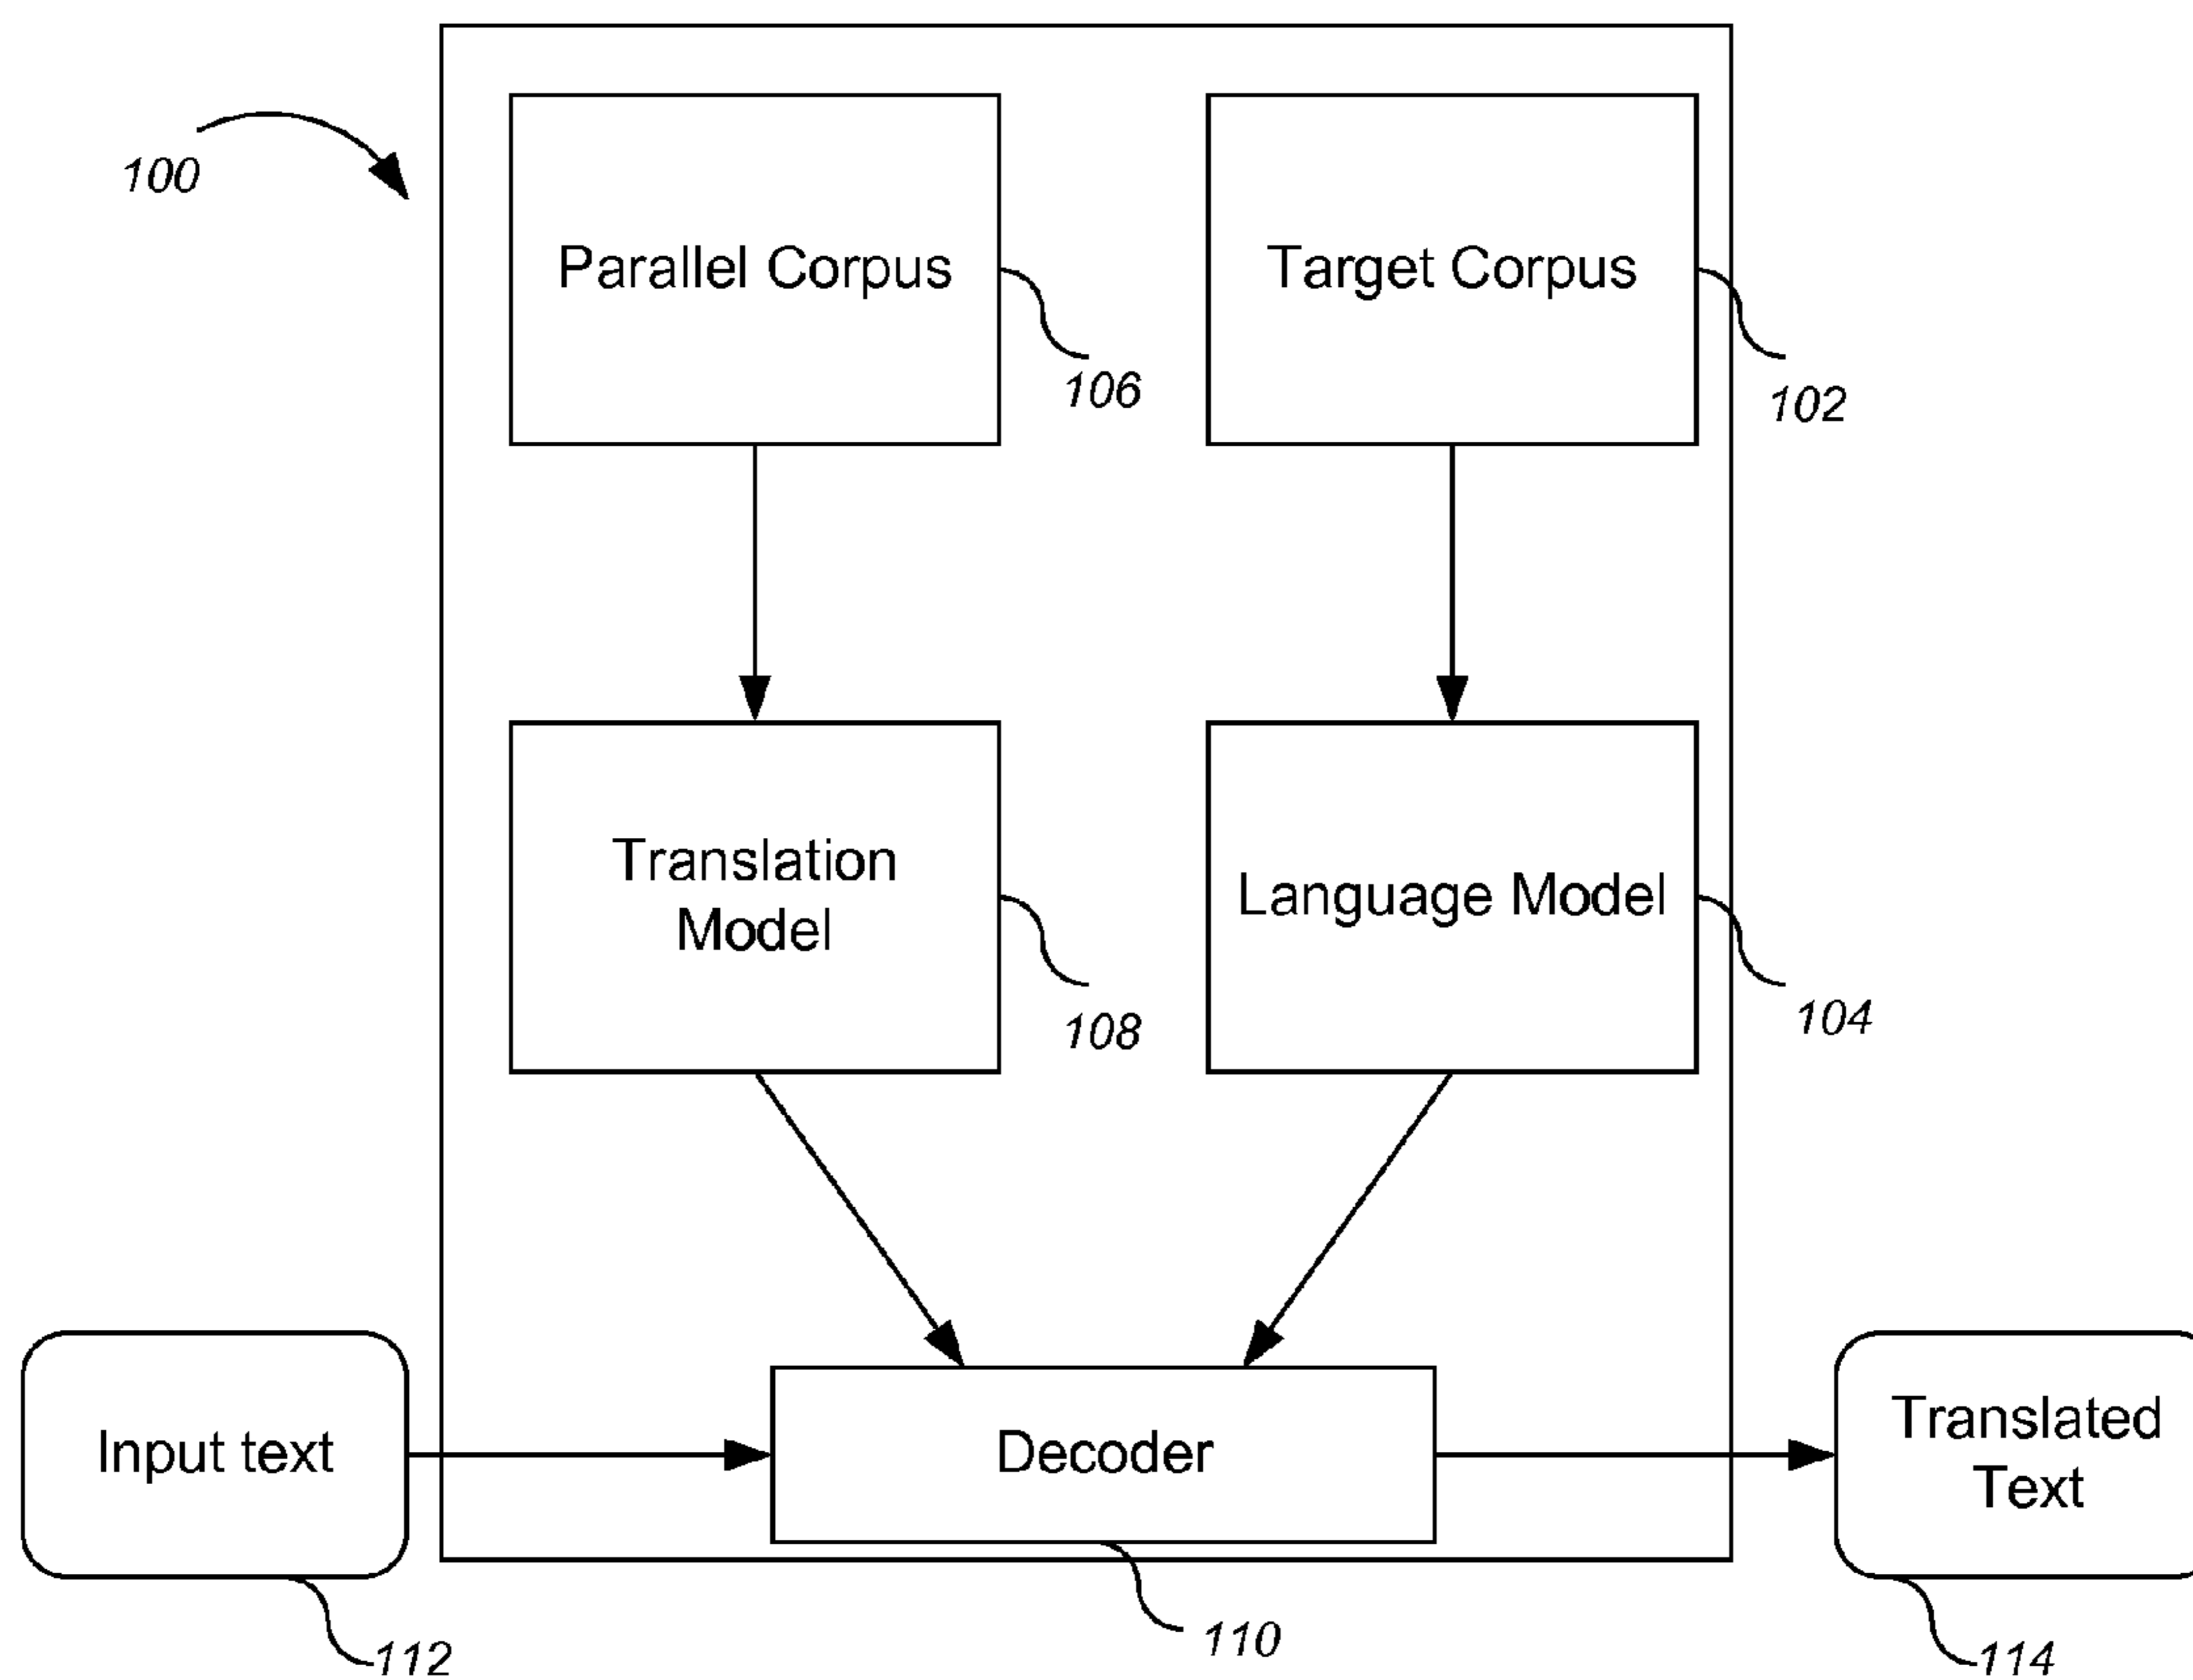 100
Parallel Corpus
Target Corpus
106
102
Translation
Model
Language Model
108
104
Input text
Decoder
Translated
Text
110
112
114